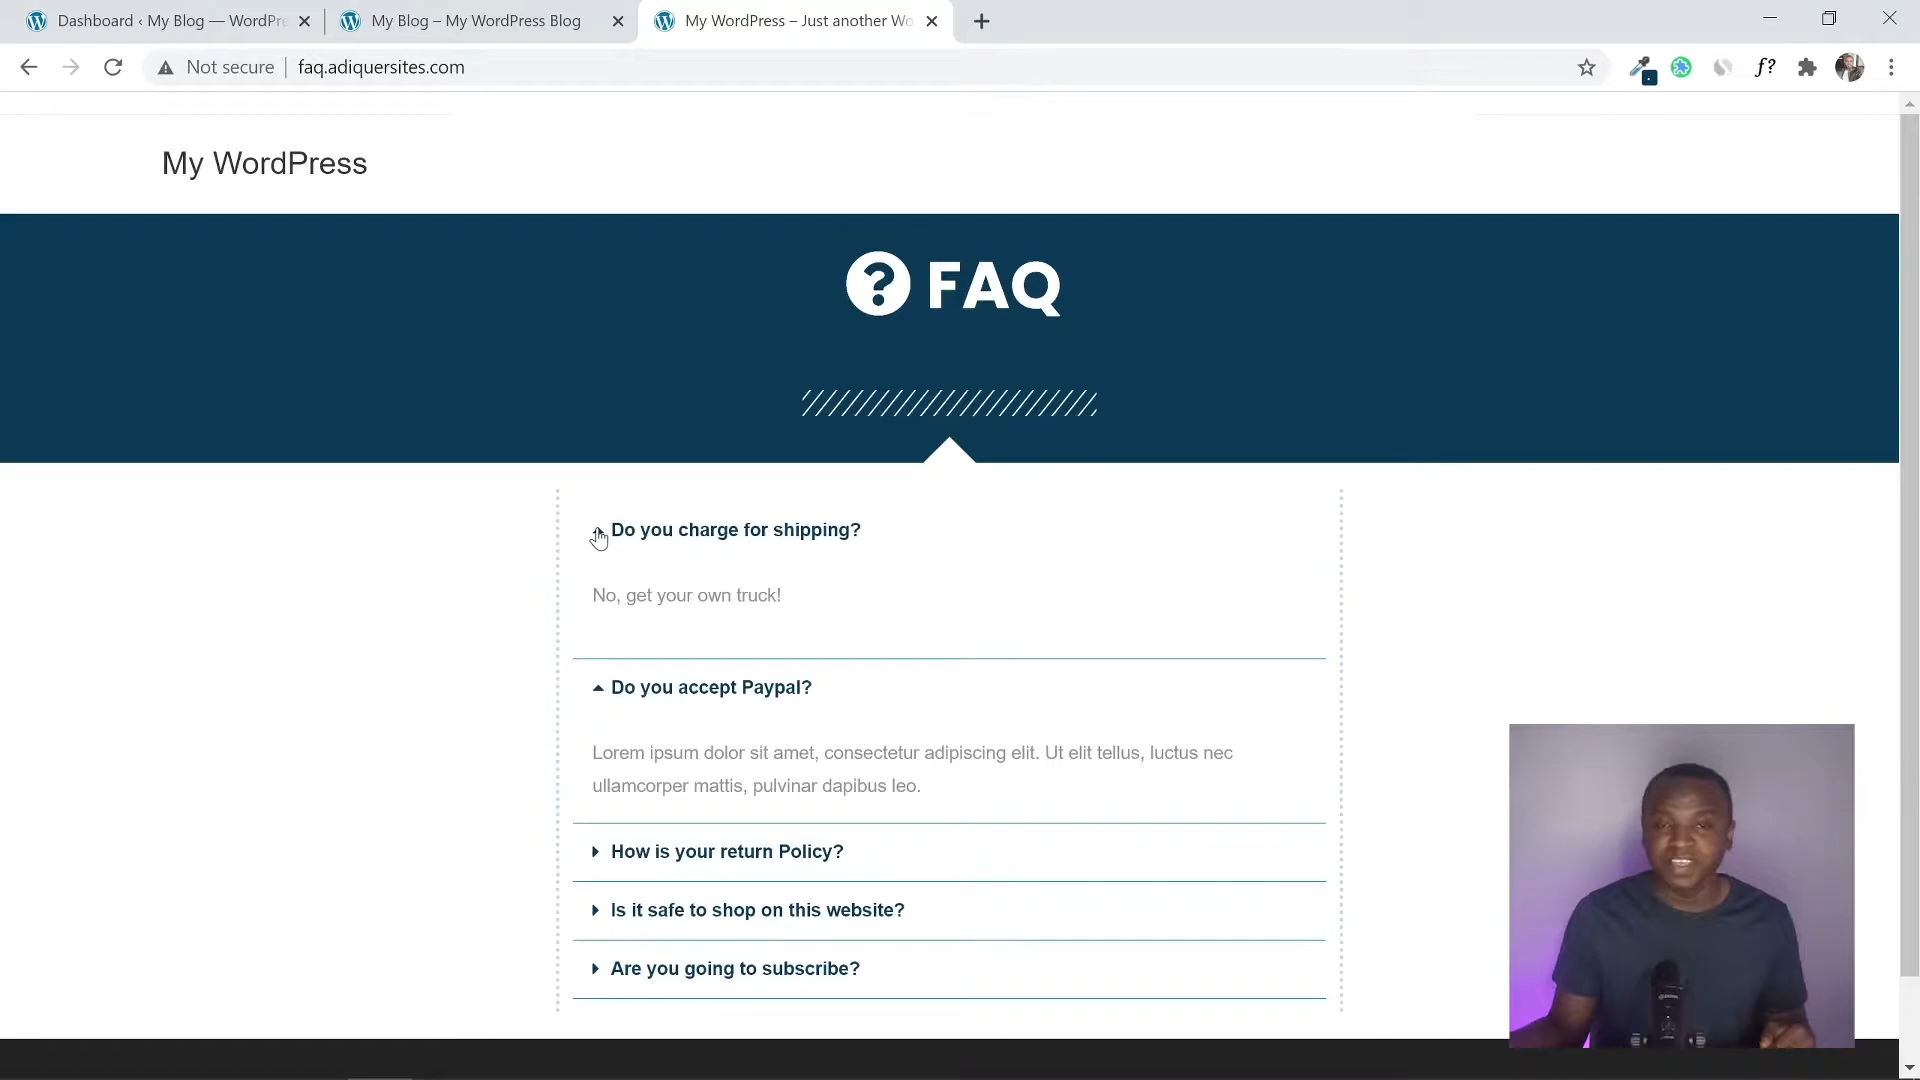 Dashboard ‹ My Blog — WordPre
My Blog – My WordPress Blog
My WordPress – Just another Wo
Not secure
faq.adiquersites.com
f?
My WordPress
? FAQ
Do you charge for shipping?
No, get your own truck!
Do you accept Paypal?
Lorem ipsum dolor sit amet, consectetur adipiscing elit. Ut elit tellus, luctus nec
ullamcorper mattis, pulvinar dapibus leo.
How is your return Policy?
Is it safe to shop on this website?
Are you going to subscribe?